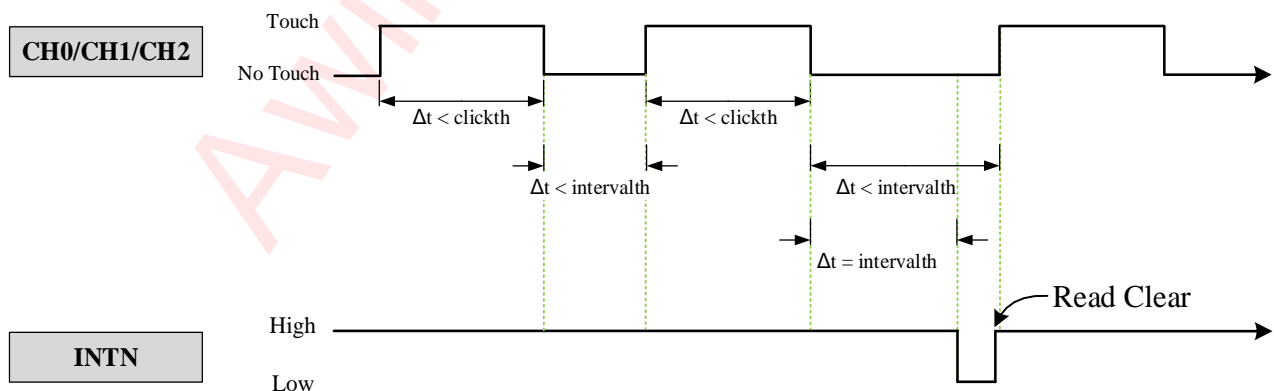 Touch
CH0/CH1/CH2
No Touch
Δt < clickth
Δt < clickth
Δt < intervalth
Δt < intervalth
Δt = intervalth
Read Clear
High
INTN
Low